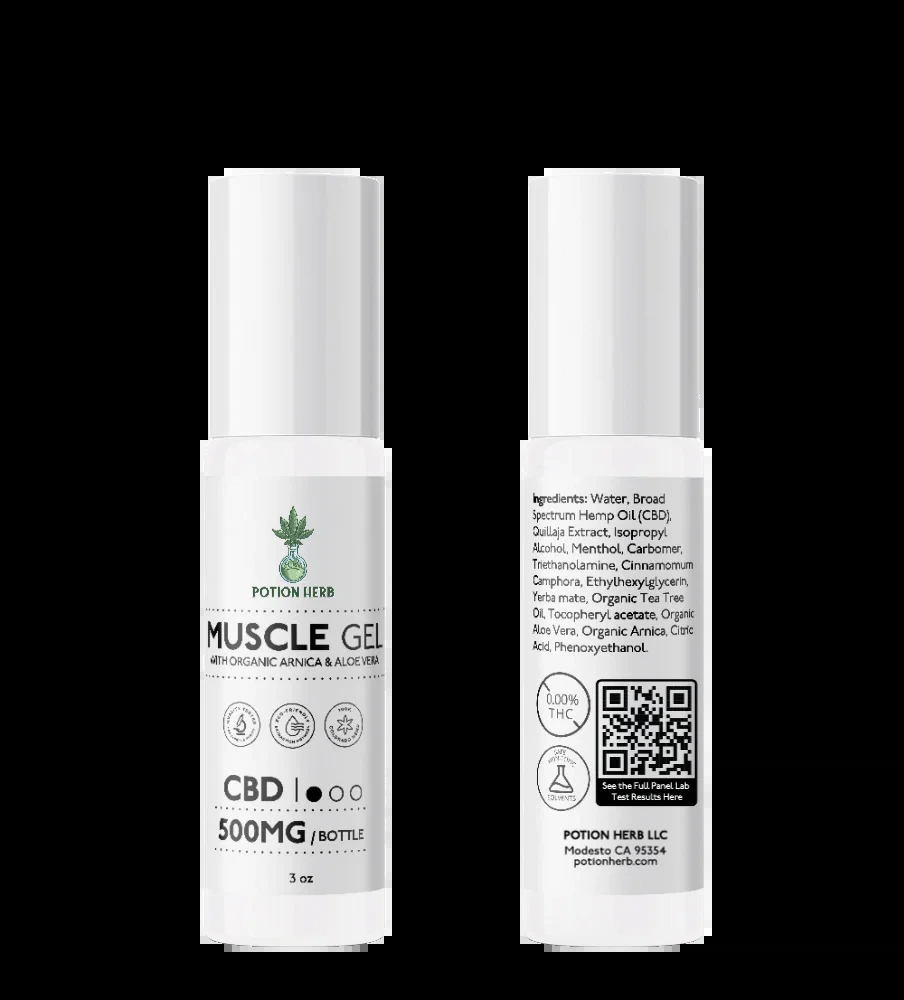 POTION HERB
MUSCLE GEL
WITH ORGANIC ARNICA & ALOE VERA
CBD
500MG / BOTTLE
3 oz
Ingredients: Water, Broad
Spectrum Hemp Oil (CBD),
Quillaja Extract, Isopropyl
Alcohol, Menthol, Carbomer,
Triethanolamine, Cinnamomum
Camphora, Ethylhexylglycerin,
Yerba mate, Organic Tea Tree
Oil, Tocopheryl acetate, Organic
Aloe Vera, Organic Arnica, Citric
Acid, Phenoxyethanol.
0.00%
THC
SOLVENTS
See the Full Panel Lab
Test Results Here
POTION HERB LLC
Modesto CA 95354
potionherb.com